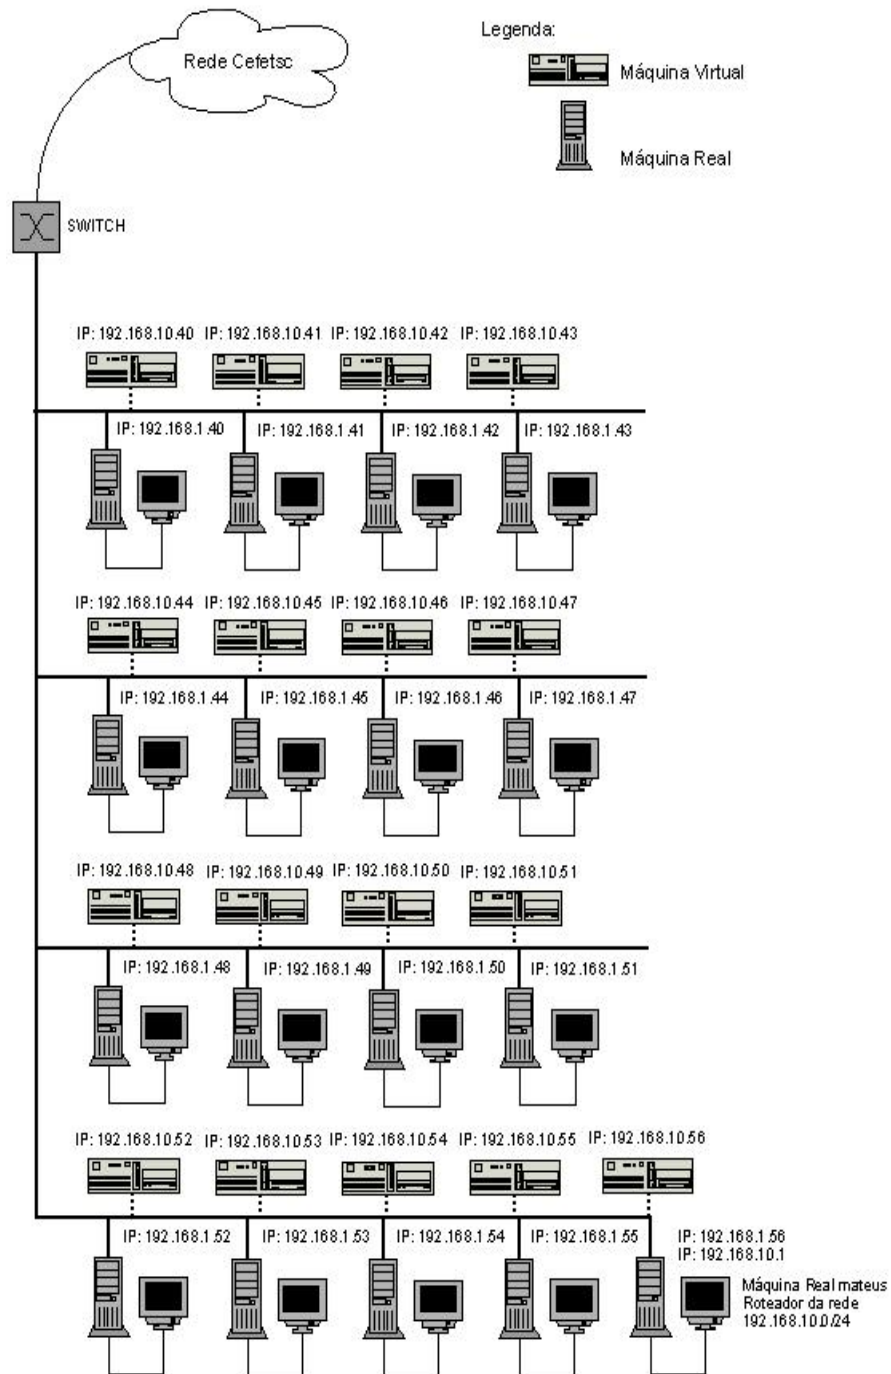 Legenda:
Rede Cefetsc
Máquina Virtual
Máquina Real
SWITCH
IP: 192.168.10.40 IP: 192.168.10.41 IP: 192.168.10.42 IP: 192.168.10.43
IP: 192.168.1.40 IP: 192.168.1.41 IP: 192.168.1.42 IP: 192.168.1.43
IP: 192.168.10.44 IP: 192.168.10.45 IP: 192.168.10.46 IP: 192.168.10.47
IP: 192.168.1.44 IP: 192.168.1.45 IP: 192.168.1.46 IP: 192.168.1.47
IP: 192.168.10.48 IP: 192.168.10.49 IP: 192.168.10.50 IP: 192.168.10.51
IP: 192.168.1.48 IP: 192.168.1.49 IP: 192.168.1.50 IP: 192.168.1.51
IP: 192.168.10.52 IP: 192.168.10.53 IP: 192.168.10.54 IP: 192.168.10.55 IP: 192.168.10.56
IP: 192.168.1.52 IP: 192.168.1.53 IP: 192.168.1.54 IP: 192.168.1.55 IP: 192.168.1.56
IP: 192.168.10.1
Máquina Real mateus
Roteador da rede
192.168.10.0/24